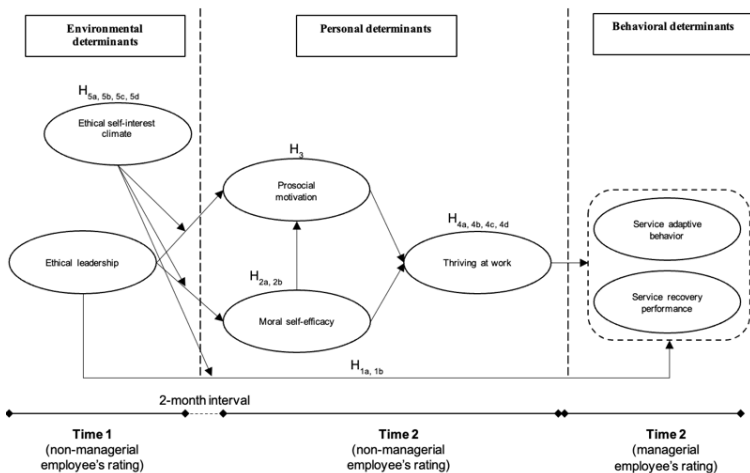 Environmental
determinants
Personal determinants
Behavioral determinants
H5a, 5b, 5c, 5d
Ethical self-interest
climate
H3
Prosocial
motivation
H4a, 4b, 4c, 4d
Service adaptive
behavior
Ethical leadership
Thriving at work
H2a, 2b
Service recovery
performance
Moral self-efficacy
H1a, 1b
2-month interval
Time 1
(non-managerial
employee's rating)
Time 2
(non-managerial
employee's rating)
Time 2
(managerial
employee's rating)